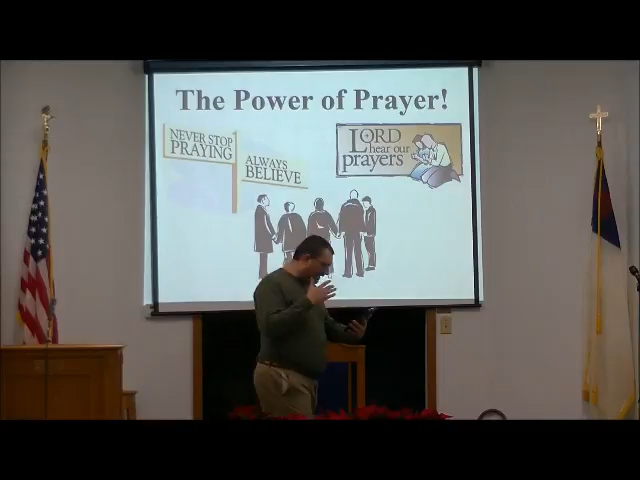 The Power of Prayer!
NEVER STOP
PRAYING
ALWAYS
BELIEVE
LORD
hear our
prayers